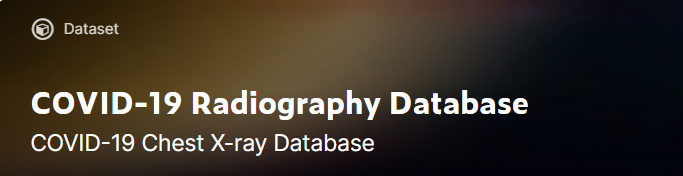 Dataset
COVID-19 Radiography Database
COVID-19 Chest X-ray Database